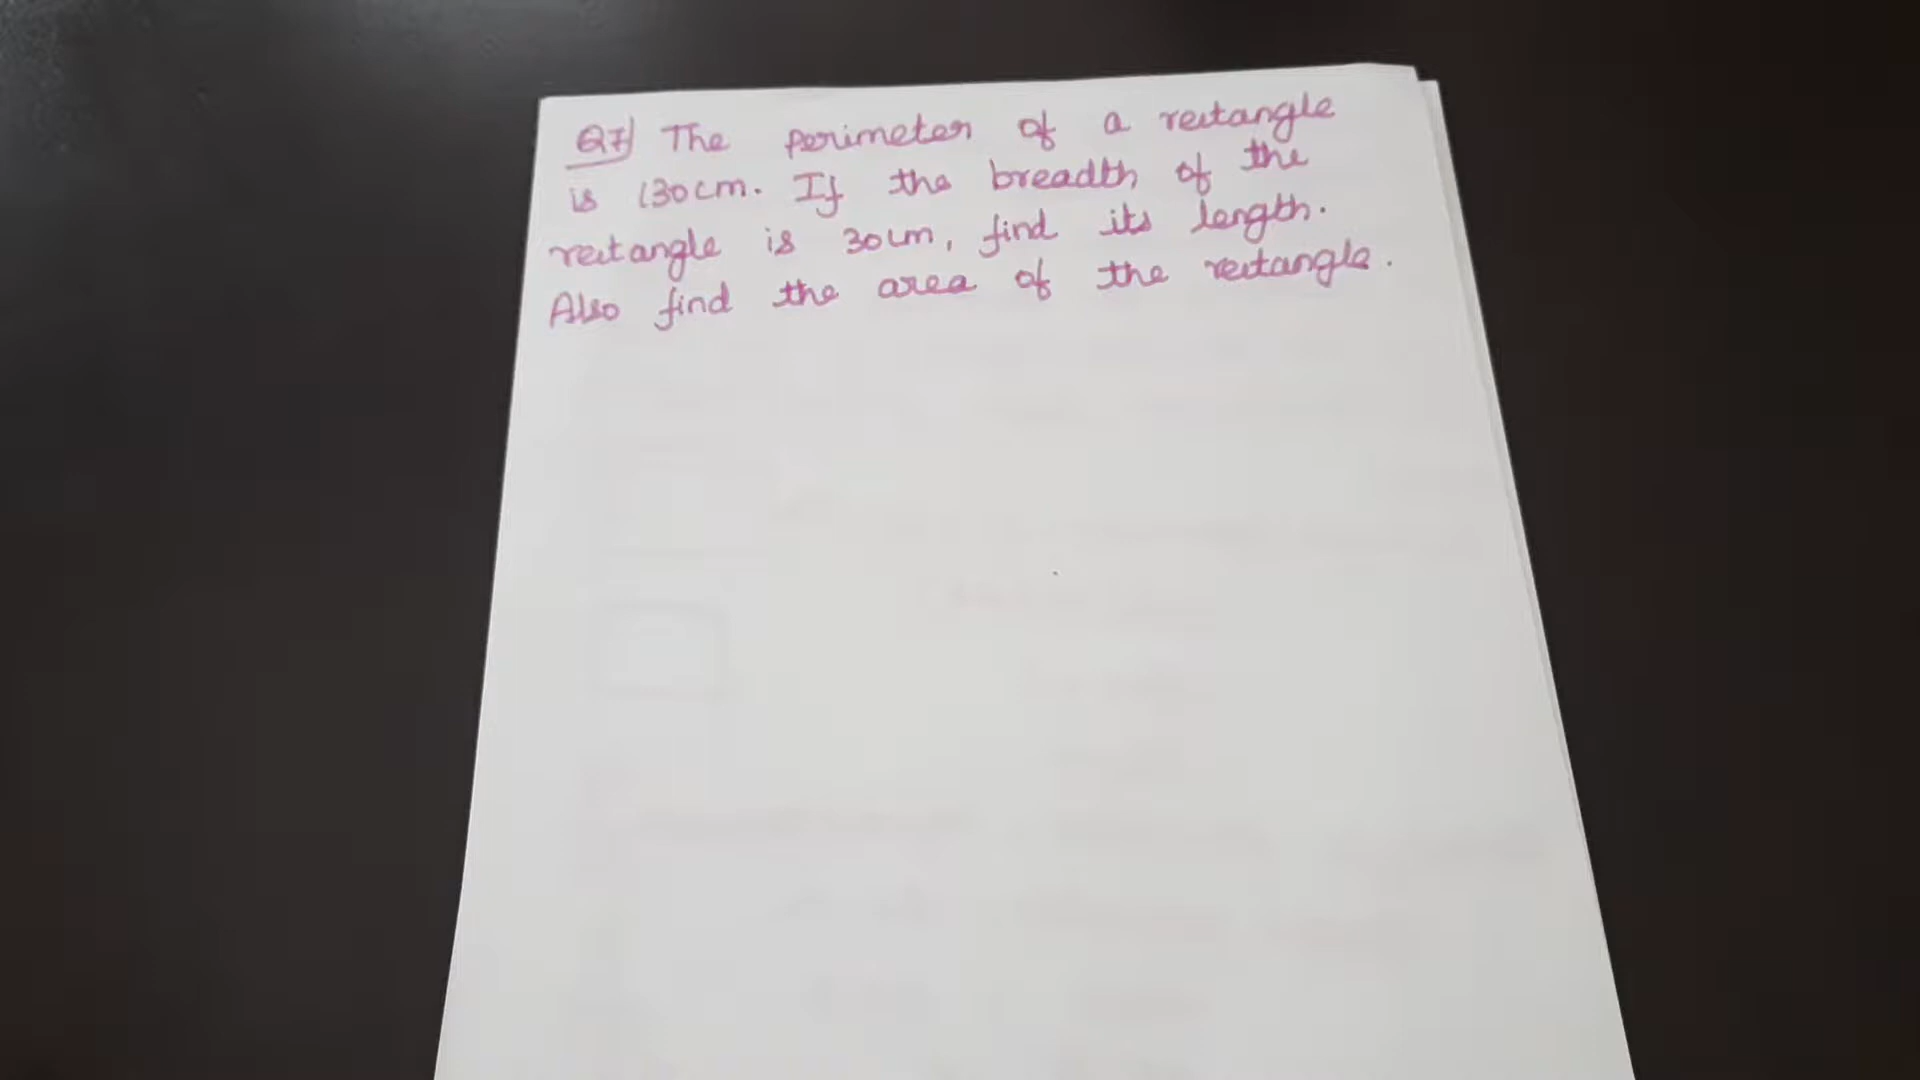 Q7) The perimeter of a rectangle
is 130cm. If the breadth of the
rectangle is 30cm, find its length.
Also find the area of the rectangle.